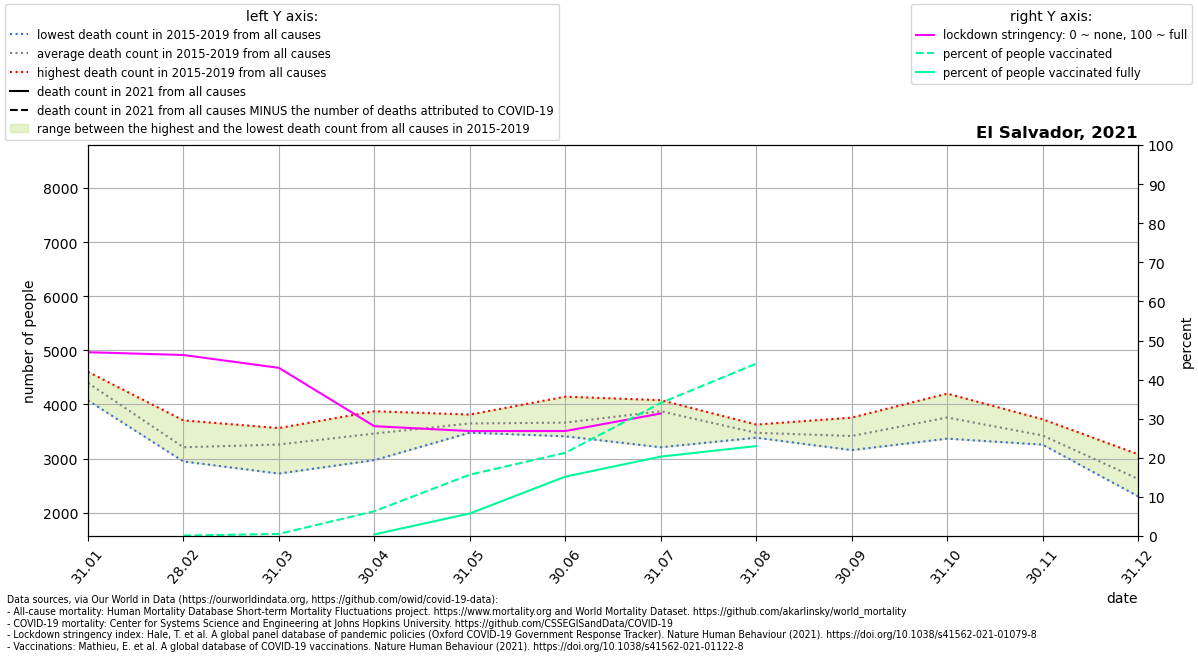 left Y axis:
lowest death count in 2015-2019 from all causes
average death count in 2015-2019 from all causes
highest death count in 2015-2019 from all causes
death count in 2021 from all causes
death count in 2021 from all causes MINUS the number of deaths attributed to COVID-19
range between the highest and the lowest death count from all causes in 2015-2019
right Y axis:
lockdown stringency: 0 ~ none, 100 ~ full
percent of people vaccinated
percent of people vaccinated fully
El Salvador, 2021
number of people
8000
7000
6000
5000
4000
3000
2000
100
90
80
70
60
50
40
30
20
10
0
percent
31.01
28.02
31.03
30.04
31.05
30.06
31.07
31.08
30.09
31.10
30.11
31.12
date
Data sources, via Our World in Data (https://ourworldindata.org, https://github.com/owid/covid-19-data):
- All-cause mortality: Human Mortality Database Short-term Mortality Fluctuations project. https://www.mortality.org and World Mortality Dataset. https://github.com/akarlinsky/world_mortality
- COVID-19 mortality: Center for Systems Science and Engineering at Johns Hopkins University. https://github.com/CSSEGISandData/COVID-19
- Lockdown stringency index: Hale, T. et al. A global panel database of pandemic policies (Oxford COVID-19 Government Response Tracker). Nature Human Behaviour (2021). https://doi.org/10.1038/s41562-021-01079-8
- Vaccinations: Mathieu, E. et al. A global database of COVID-19 vaccinations. Nature Human Behaviour (2021). https://doi.org/10.1038/s41562-021-01122-8